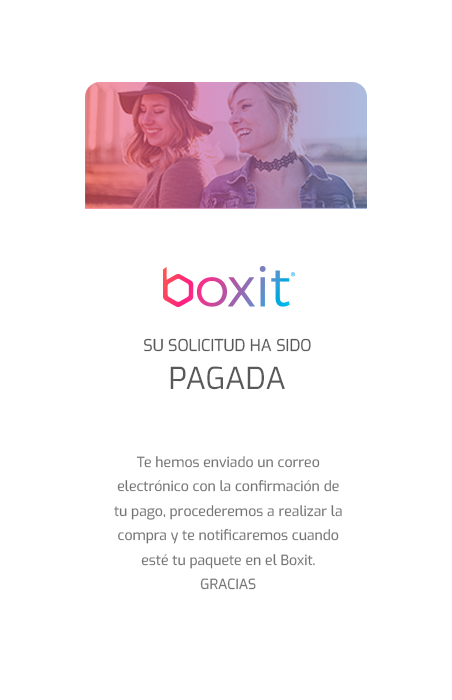 boxit®
SU SOLICITUD HA SIDO
PAGADA
Te hemos enviado un correo
electrónico con la confirmación de
tu pago, procederemos a realizar la
compra y te notificaremos cuando
esté tu paquete en el Boxit.
GRACIAS